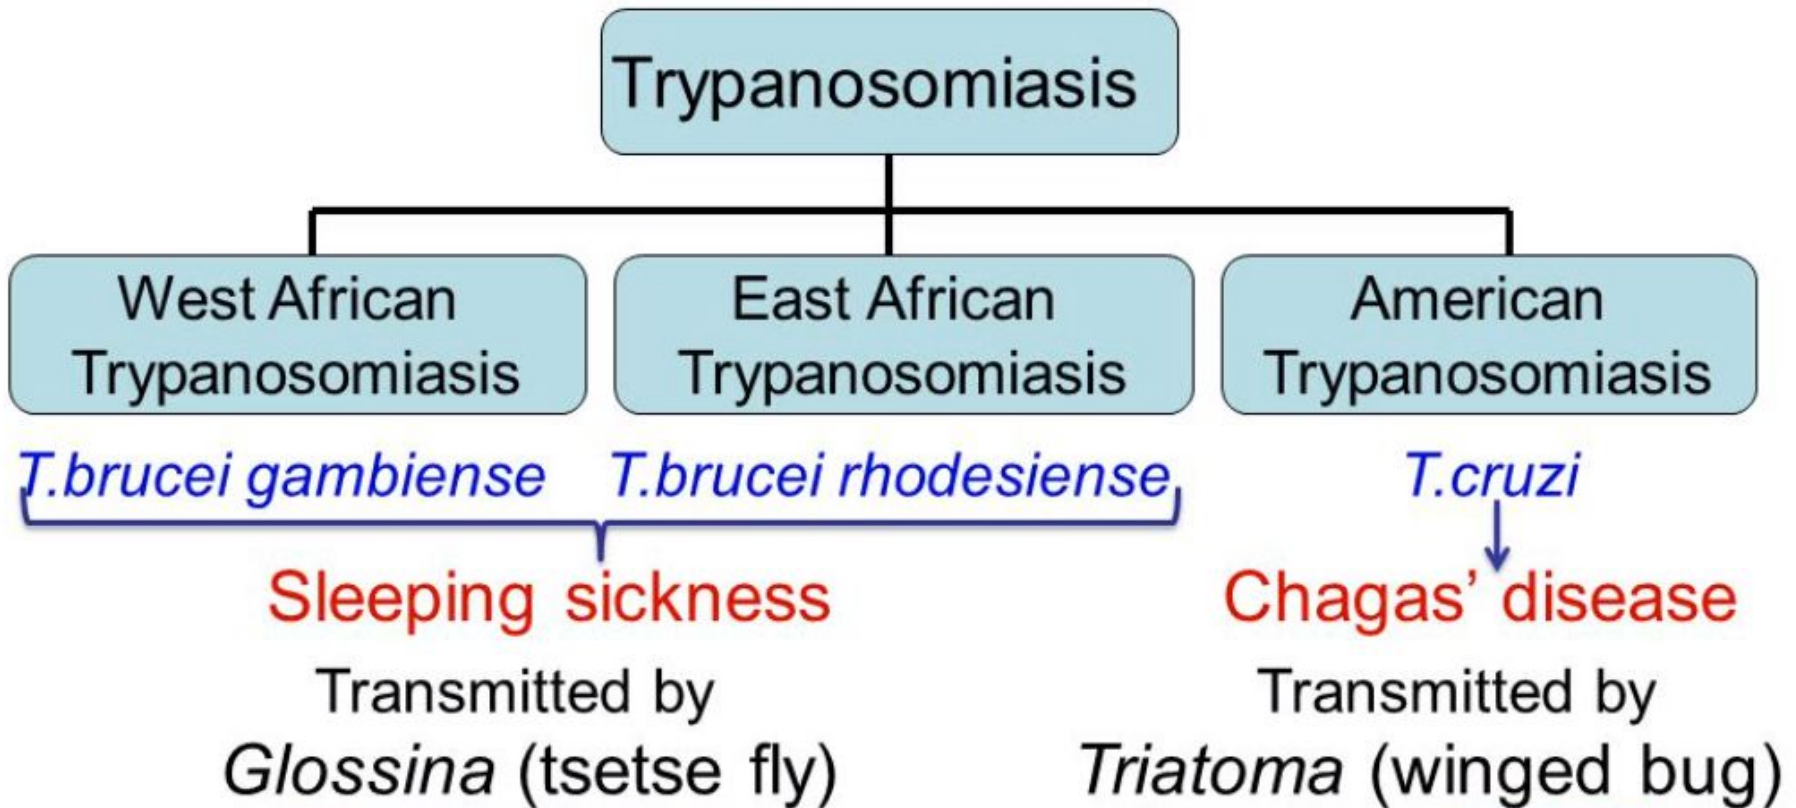 Trypanosomiasis
West African
Trypanosomiasis
East African
Trypanosomiasis
American
Trypanosomiasis
T.brucei gambiense
T.brucei rhodesiense
T.cruzi
Sleeping sickness
Chagas’ disease
Transmitted by
Glossina (tsetse fly)
Transmitted by
Triatoma (winged bug)